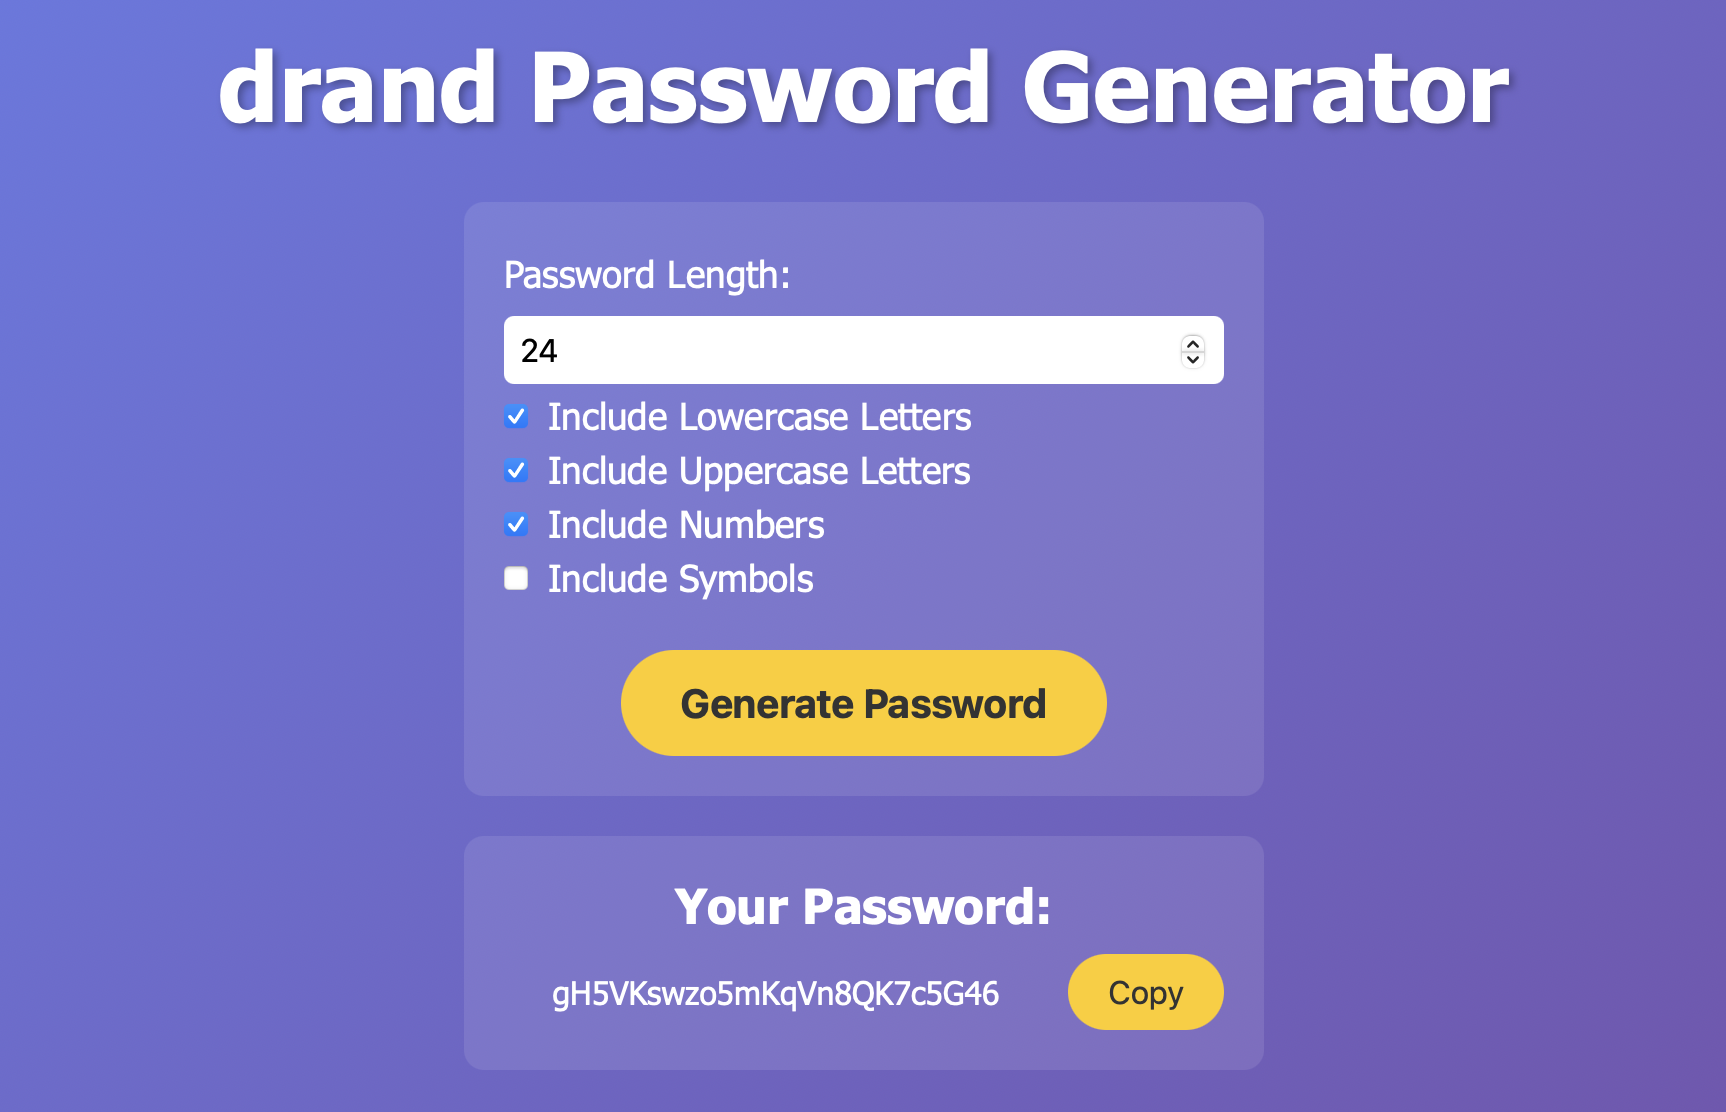 drand Password Generator
Password Length:
24
Include Lowercase Letters
Include Uppercase Letters
Include Numbers
Include Symbols
Generate Password
Your Password:
gH5VKswzo5mKqVn8QK7c5G46
Copy